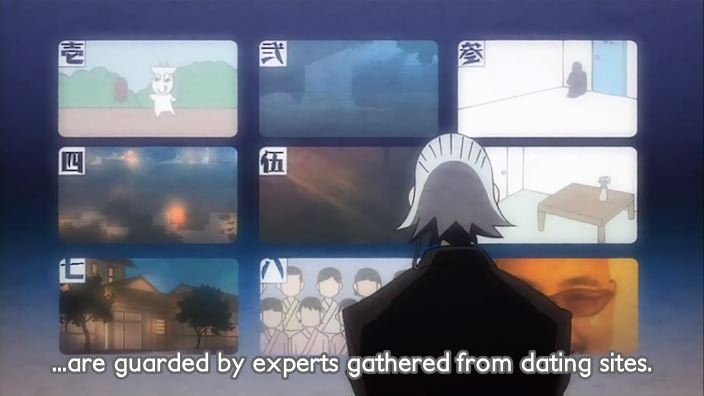 壱
弐
参
四
伍
七
八
...are guarded by experts gathered from dating sites.